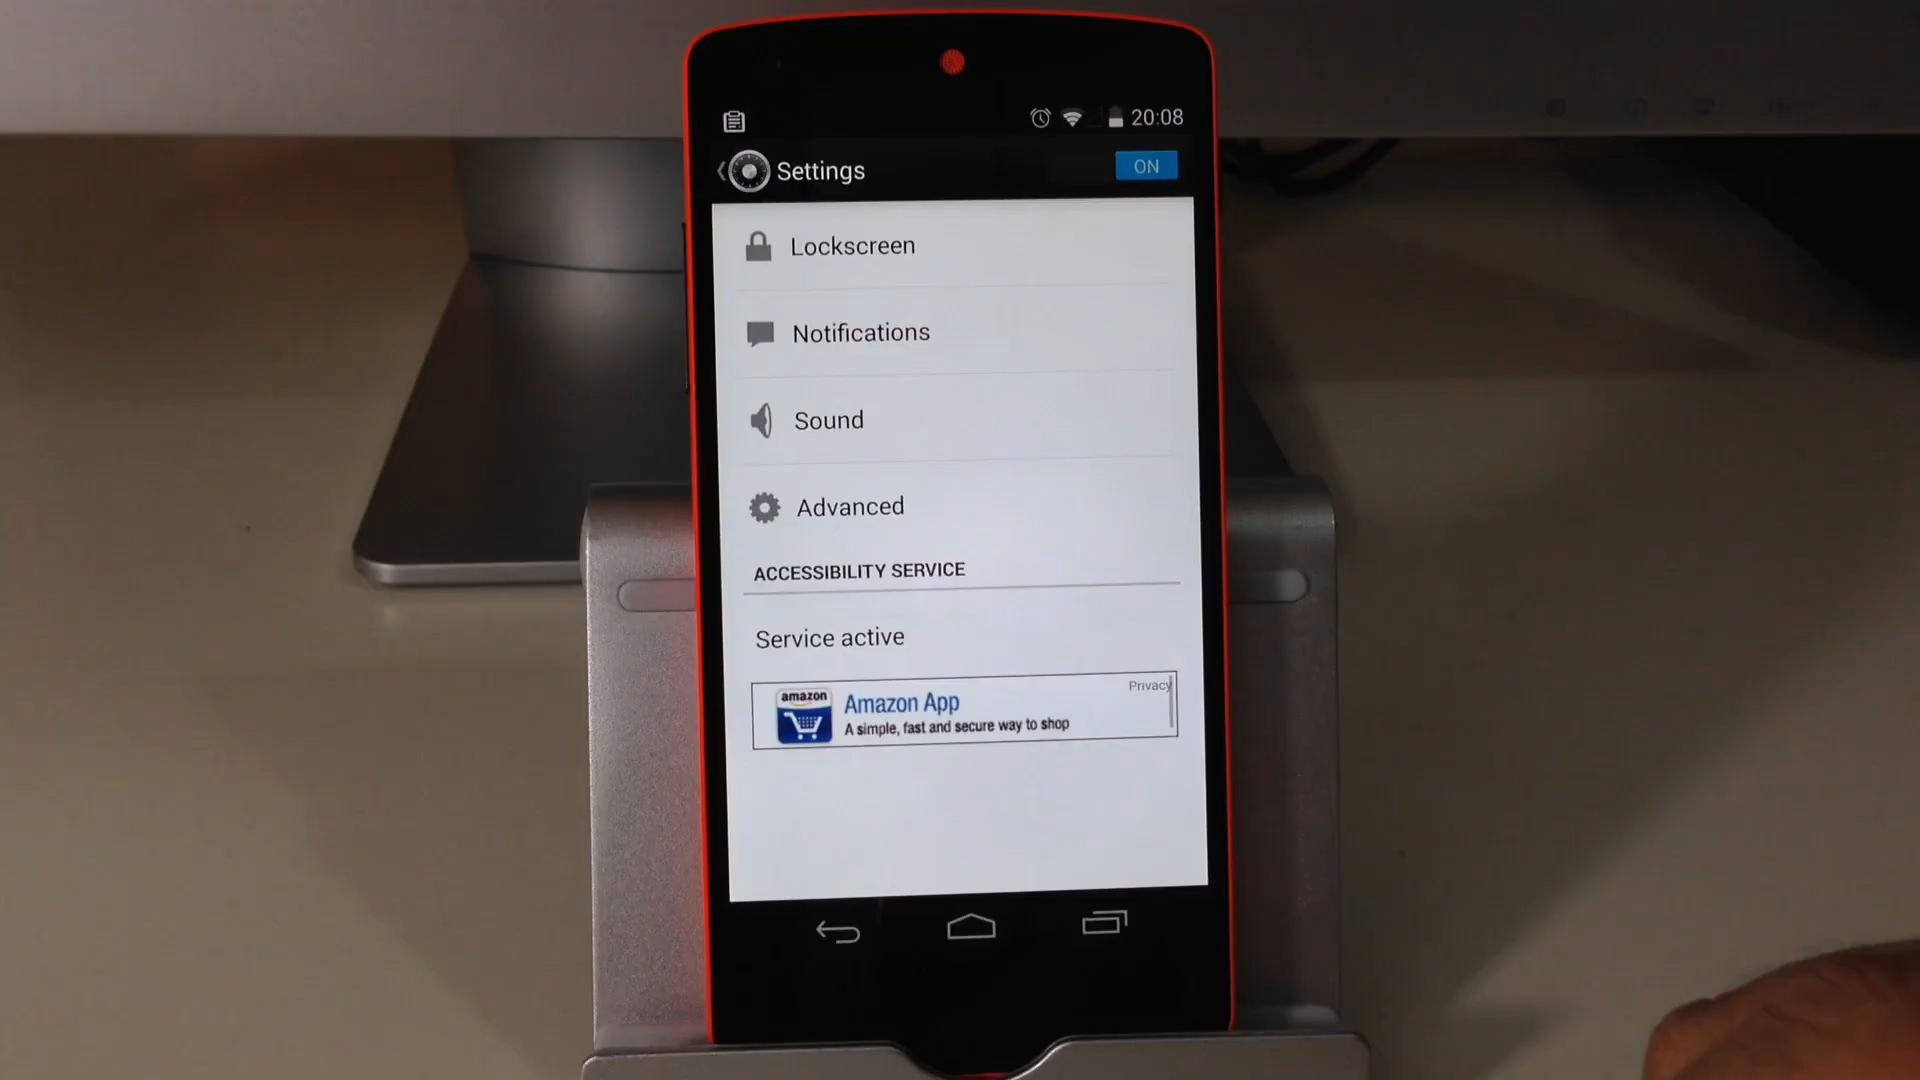 20:08
Settings
ON
Lockscreen
Notifications
Sound
Advanced
ACCESSIBILITY SERVICE
Service active
Privacy
amazon
Amazon App
A simple, fast and secure way to shop